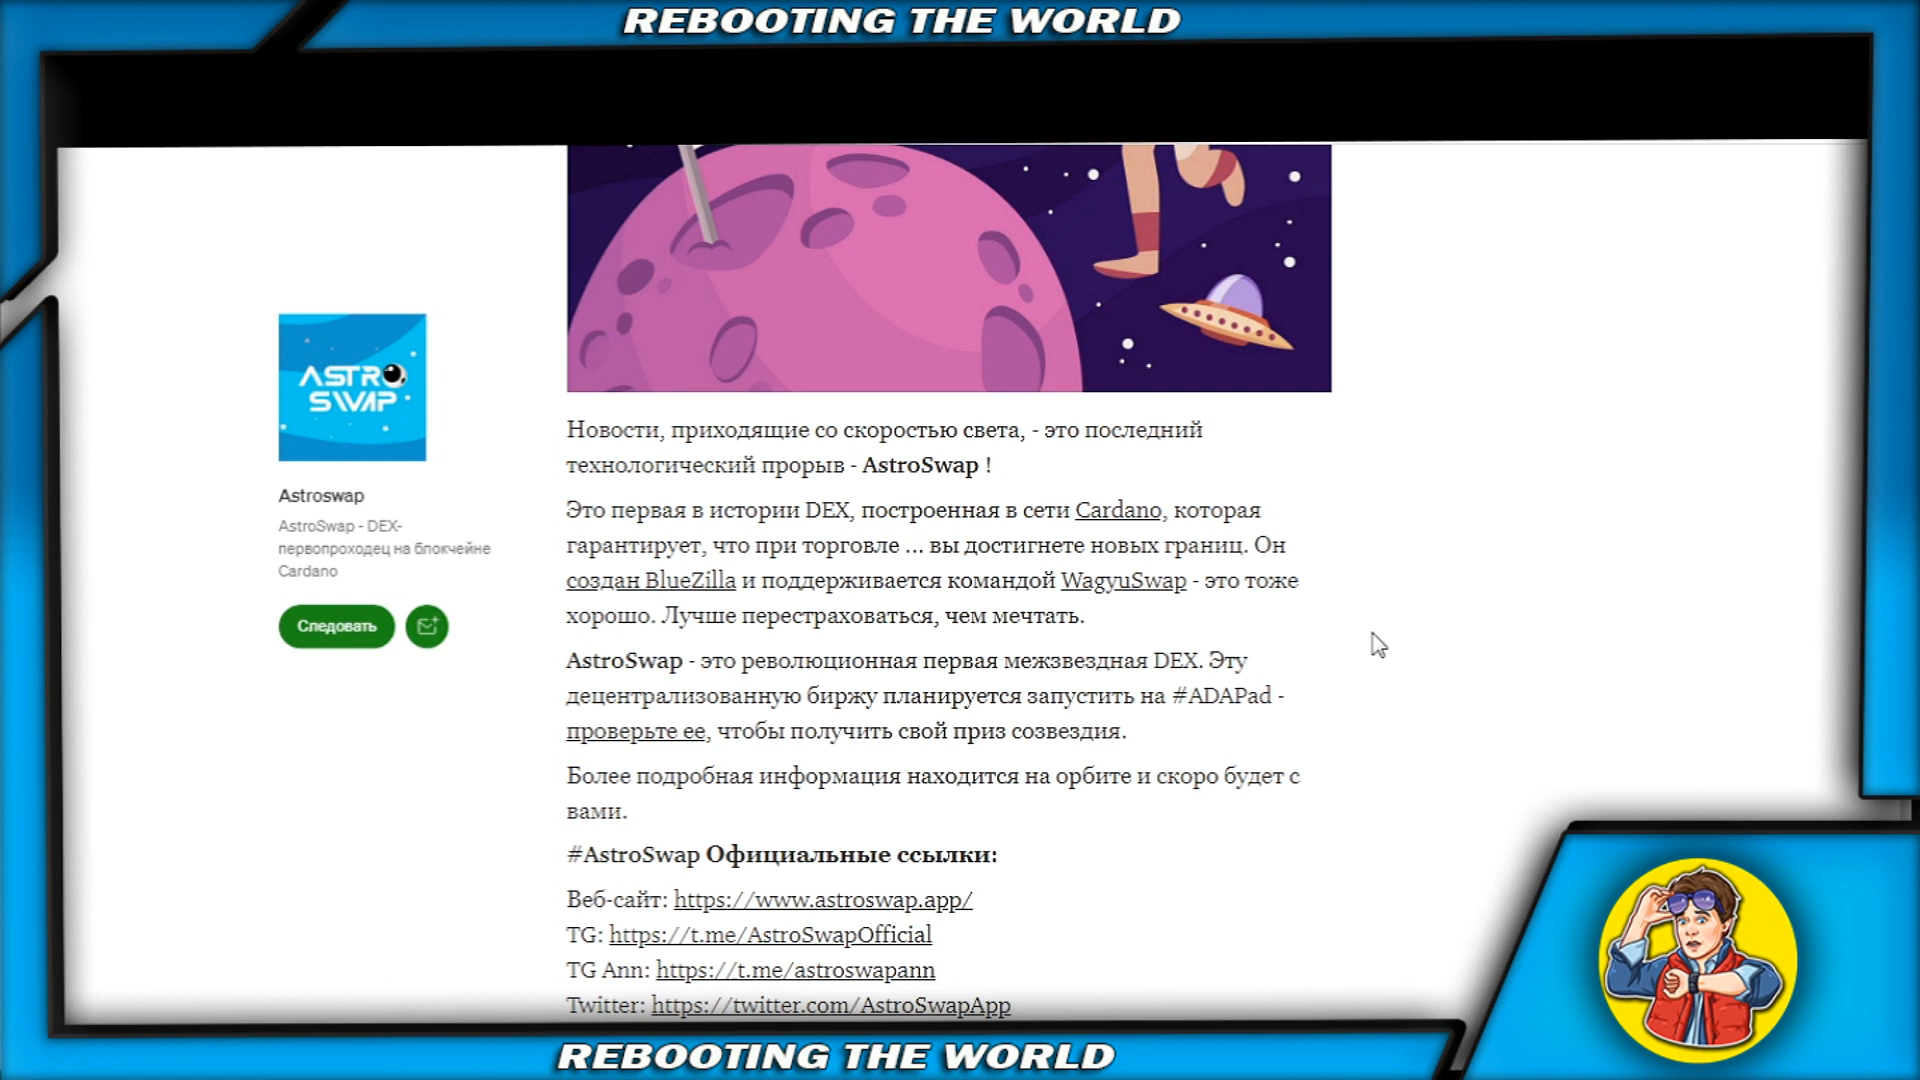 REBOOTING THE WORLD
ASTRO
SWAP
Astroswap
AstroSwap - DEX-
первопроходец на блокчейне
Cardano
Следовать
Новости, приходящие со скоростью света, - это последний
технологический прорыв - AstroSwap !
Это первая в истории DEX, построенная в сети Cardano, которая
гарантирует, что при торговле ... вы достигнете новых границ. Он
создан BlueZilla и поддерживается командой WagyuSwap - это тоже
хорошо. Лучше перестраховаться, чем мечтать.
AstroSwap - это революционная первая межзвездная DEX. Эту
децентрализованную биржу планируется запустить на #ADAPad -
проверьте ее, чтобы получить свой приз созвездия.
Более подробная информация находится на орбите и скоро будет с
вами.
#AstroSwap Официальные ссылки:
Веб-сайт: https://www.astroswap.app/
TG: https://t.me/AstroSwapOfficial
TG Ann: https://t.me/astroswapann
Twitter: https://twitter.com/AstroSwapApp
REBOOTING THE WORLD